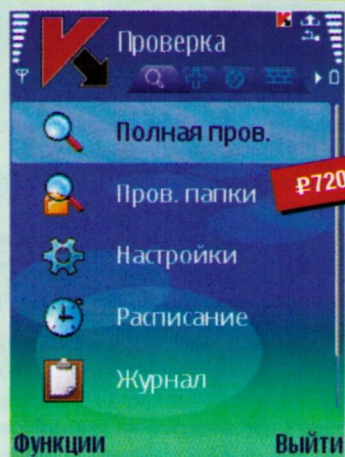 Проверка
Полная пров.
Пров. папки
₽720
Настройки
Расписание
Журнал
Функции
Выйти